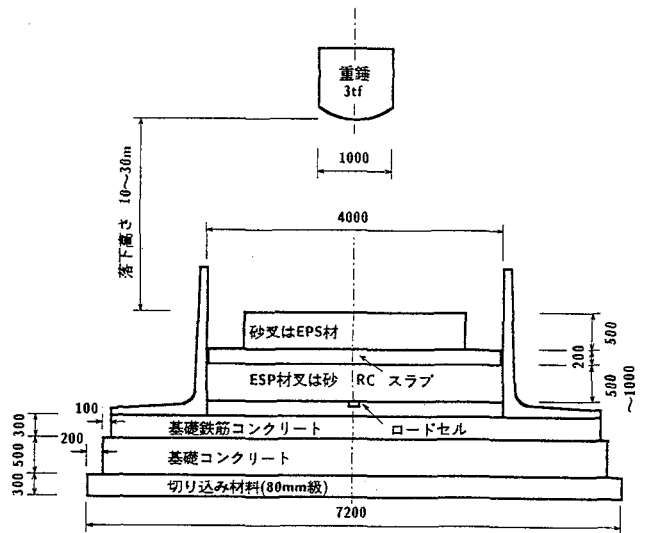 重錘
3tf
1000
落下高さ 10〜30m
4000
砂叉はEPS材
500
200
ESP材叉は砂 RC スラブ
500
〜1000
100
基礎鉄筋コンクリート
ロードセル
300
200
基礎コンクリート
500
切り込み材料(80mm級)
300
7200